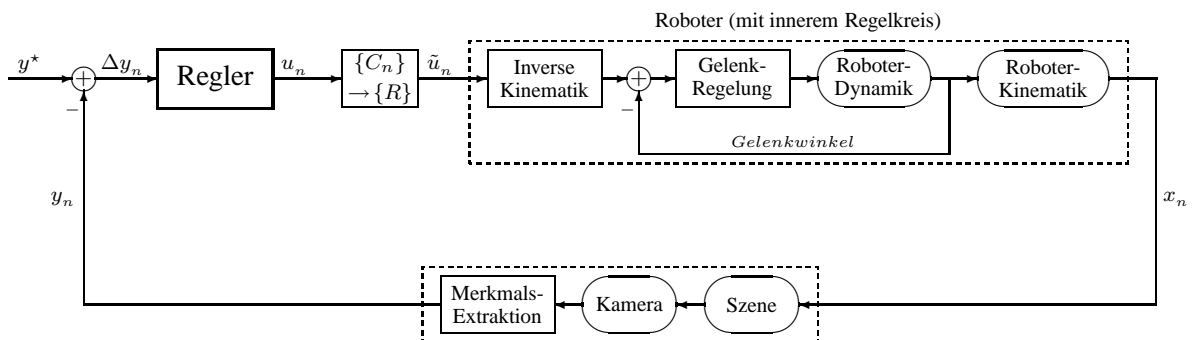 Roboter (mit innerem Regelkreis)
y⋆
+
−
Δy_n
Regler
u_n
{C_n}
→{R}
ũ_n
Inverse
Kinematik
+
−
Gelenk-
Regelung
Roboter-
Dynamik
Roboter-
Kinematik
Gelenkwinkel
y_n
x_n
Merkmals-
Extraktion
Kamera
Szene